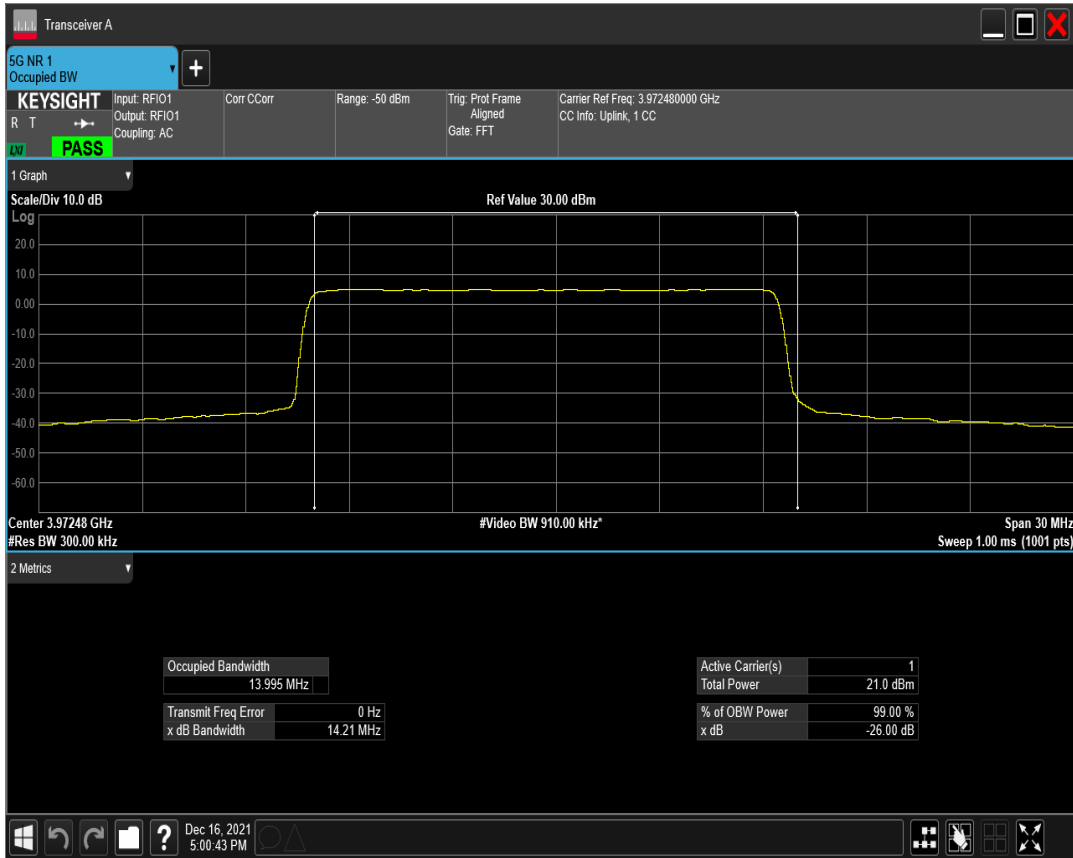 Transceiver A
5G NR 1
Occupied BW
KEYSIGHT
R T
LXI
PASS
Input: RFIO1
Output: RFIO1
Coupling: AC
Corr CCorr
Range: -50 dBm
Trig: Prot Frame
Aligned
Gate: FFT
Carrier Ref Freq: 3.972480000 GHz
CC Info: Uplink, 1 CC
1 Graph
Scale/Div 10.0 dB
Ref Value 30.00 dBm
Log
20.0
10.0
0.00
-10.0
-20.0
-30.0
-40.0
-50.0
-60.0
Center 3.97248 GHz
#Video BW 910.00 kHz*
Span 30 MHz
#Res BW 300.00 kHz
Sweep 1.00 ms (1001 pts)
2 Metrics
Occupied Bandwidth
13.995 MHz
Transmit Freq Error 0 Hz
x dB Bandwidth 14.21 MHz
Active Carrier(s) 1
Total Power 21.0 dBm
% of OBW Power 99.00 %
x dB -26.00 dB
?
Dec 16, 2021
5:00:43 PM